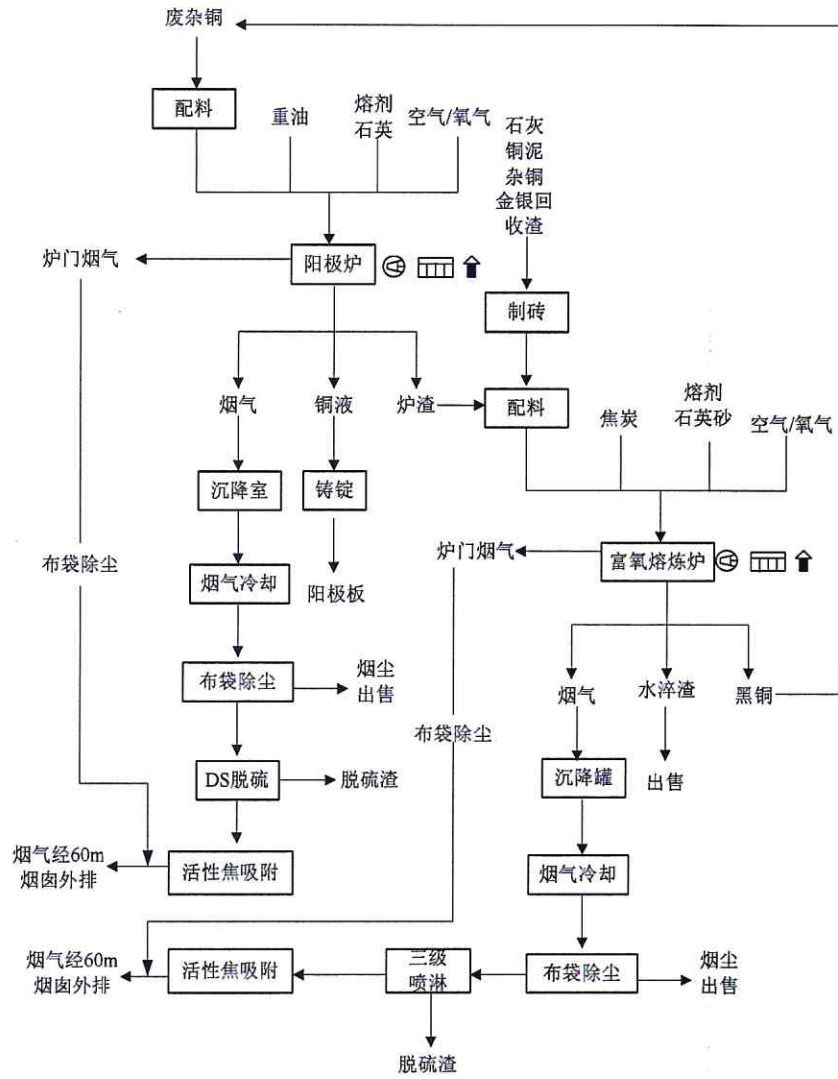 废杂铜
配料
重油
熔剂
石英
空气/氧气
石灰
铜泥
杂铜
金银回
收渣
炉门烟气
阳极炉
制砖
烟气
铜液
炉渣
配料
焦炭
熔剂
石英砂
空气/氧气
沉降室
铸锭
布袋除尘
烟气冷却
阳极板
炉门烟气
富氧熔炼炉
布袋除尘
烟尘
出售
烟气
水淬渣
黑铜
布袋除尘
DS脱硫
脱硫渣
沉降罐
出售
烟气经60m
烟囱外排
活性焦吸附
烟气冷却
烟气经60m
烟囱外排
活性焦吸附
三级
喷淋
布袋除尘
烟尘
出售
脱硫渣